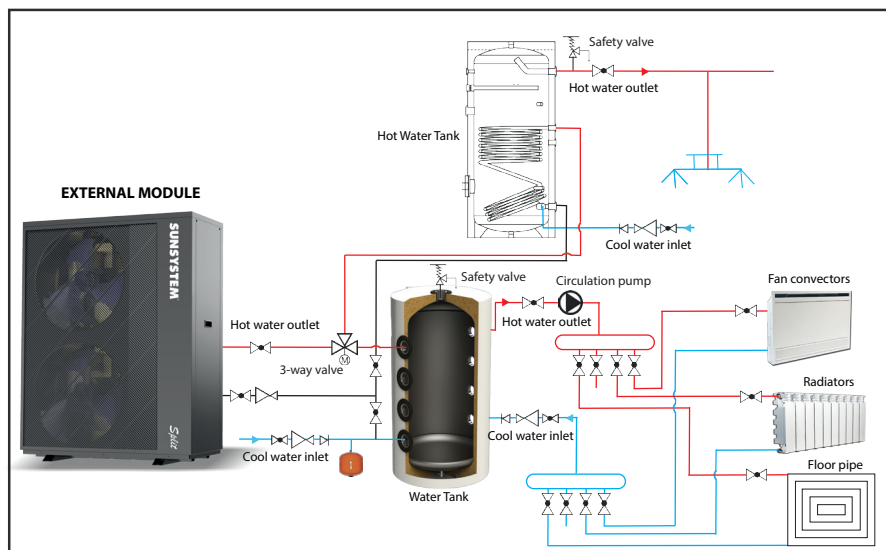 Safety valve
Hot water outlet
Hot Water Tank
EXTERNAL MODULE
SUNSYSTEM
Cool water inlet
Safety valve
Circulation pump
Fan convectors
Hot water outlet
Hot water outlet
M
3-way valve
Radiators
Split
Cool water inlet
Cool water inlet
Floor pipe
Water Tank